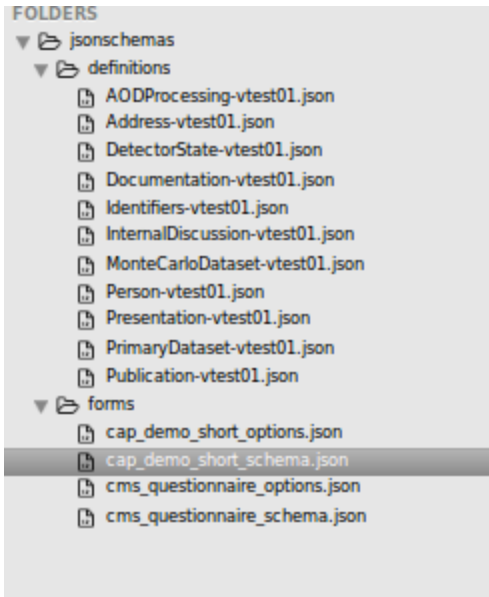 FOLDERS
jsonschemas
definitions
AODProcessing-vtest01.json
Address-vtest01.json
DetectorState-vtest01.json
Documentation-vtest01.json
Identifiers-vtest01.json
InternalDiscussion-vtest01.json
MonteCarloDataset-vtest01.json
Person-vtest01.json
Presentation-vtest01.json
PrimaryDataset-vtest01.json
Publication-vtest01.json
forms
cap_demo_short_options.json
cap_demo_short_schema.json
cms_questionnaire_options.json
cms_questionnaire_schema.json